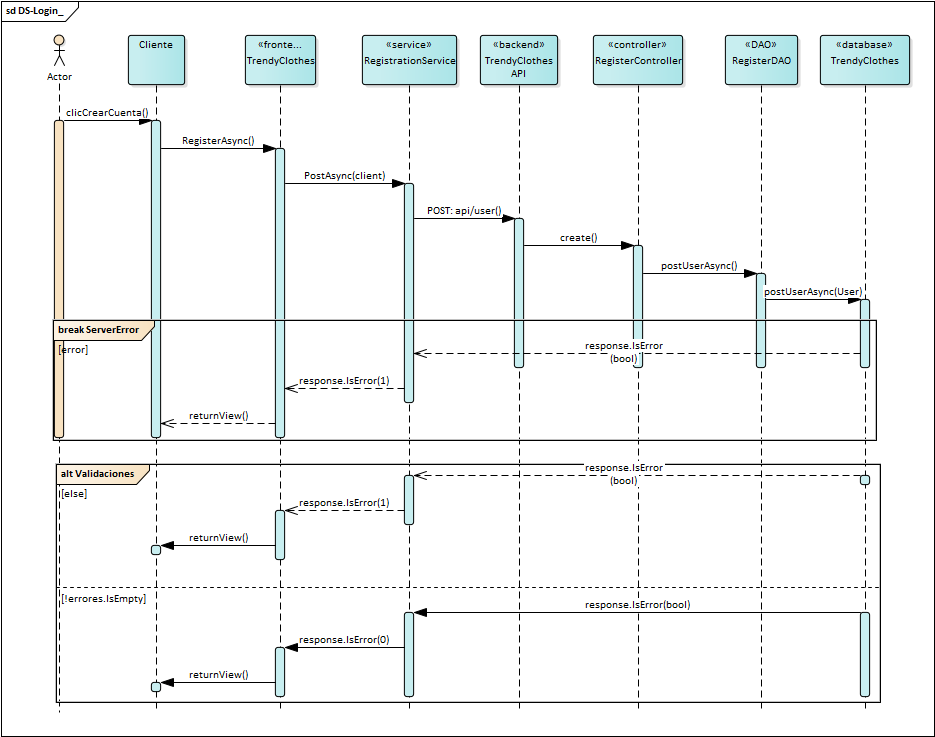 sd DS-Login_
Actor
Cliente
«fronte...
TrendyClothes
«service»
RegistrationService
«backend»
TrendyClothes
API
«controller»
RegisterController
«DAO»
RegisterDAO
«database»
TrendyClothes
clicCrearCuenta()
RegisterAsync()
PostAsync(client)
POST: api/user()
create()
postUserAsync()
postUserAsync(User)
break ServerError
[error]
response.IsError
(bool)
response.IsError(1)
returnView()
alt Validaciones
[else]
response.IsError
(bool)
response.IsError(1)
returnView()
[!errores.IsEmpty]
response.IsError(bool)
response.IsError(0)
returnView()